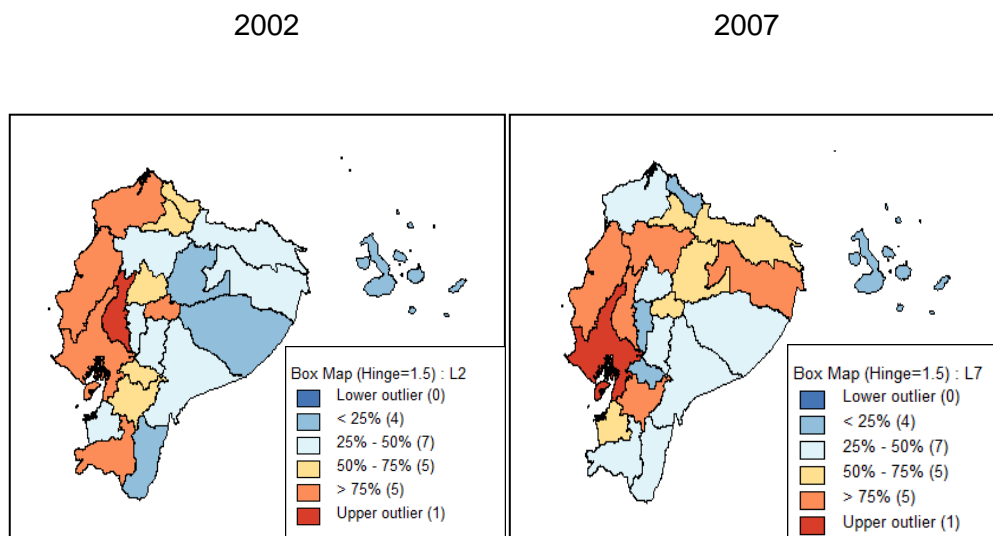 2002
2007
Box Map (Hinge=1.5) : L2
Lower outlier (0)
< 25% (4)
25% - 50% (7)
50% - 75% (5)
> 75% (5)
Upper outlier (1)
Box Map (Hinge=1.5) : L7
Lower outlier (0)
< 25% (4)
25% - 50% (7)
50% - 75% (5)
> 75% (5)
Upper outlier (1)